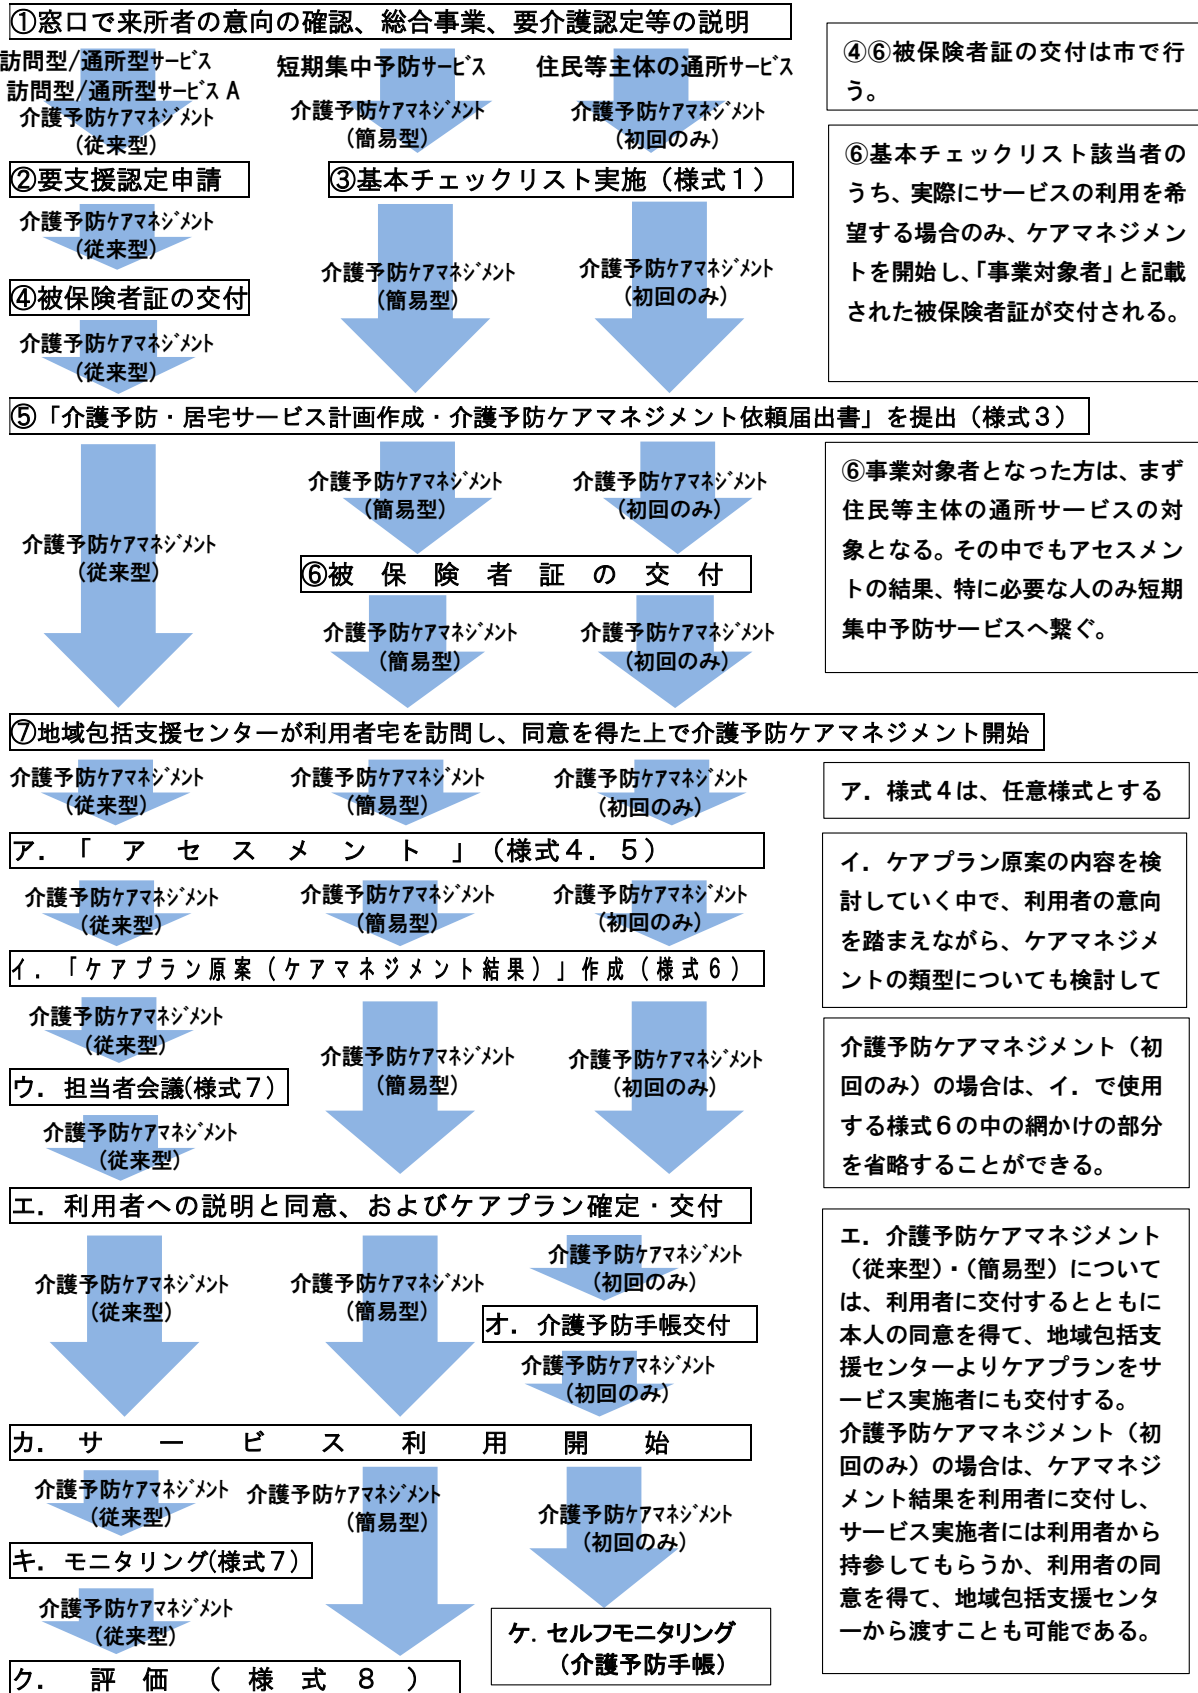 ①窓口で来所者の意向の確認、総合事業、要介護認定等の説明
訪問型/通所型サービス
訪問型/通所型サービスA
介護予防ケアマネジメント
(従来型)
短期集中予防サービス
介護予防ケアマネジメント
(簡易型)
住民等主体の通所サービス
介護予防ケアマネジメント
(初回のみ)
④⑥被保険者証の交付は市で行
う。
②要支援認定申請
③基本チェックリスト実施（様式１）
⑥基本チェックリスト該当者の
うち、実際にサービスの利用を希
望する場合のみ、ケアマネジメン
トを開始し、「事業対象者」と記載
された被保険者証が交付される。
介護予防ケアマネジメント
(従来型)
④被保険者証の交付
介護予防ケアマネジメント
(従来型)
介護予防ケアマネジメント
(簡易型)
介護予防ケアマネジメント
(初回のみ)
⑤「介護予防・居宅サービス計画作成・介護予防ケアマネジメント依頼届出書」を提出（様式３）
介護予防ケアマネジメント
(従来型)
介護予防ケアマネジメント
(簡易型)
介護予防ケアマネジメント
(初回のみ)
⑥被保険者証の交付
介護予防ケアマネジメント
(簡易型)
介護予防ケアマネジメント
(初回のみ)
⑥事業対象者となった方は、まず
住民等主体の通所サービスの対
象となる。その中でもアセスメン
トの結果、特に必要な人のみ短期
集中予防サービスへ繋ぐ。
⑦地域包括支援センターが利用者宅を訪問し、同意を得た上で介護予防ケアマネジメント開始
介護予防ケアマネジメント
(従来型)
介護予防ケアマネジメント
(簡易型)
介護予防ケアマネジメント
(初回のみ)
ア．様式４は、任意様式とする
ア．「アセスメント」（様式４．５）
介護予防ケアマネジメント
(従来型)
介護予防ケアマネジメント
(簡易型)
介護予防ケアマネジメント
(初回のみ)
イ．ケアプラン原案の内容を検
討していく中で、利用者の意向
を踏まえながら、ケアマネジメ
ントの類型についても検討して
イ．「ケアプラン原案（ケアマネジメント結果）」作成（様式６）
介護予防ケアマネジメント
(従来型)
ウ．担当者会議(様式７)
介護予防ケアマネジメント
(従来型)
介護予防ケアマネジメント
(簡易型)
介護予防ケアマネジメント
(初回のみ)
介護予防ケアマネジメント（初
回のみ）の場合は、イ．で使用
する様式６の中の網かけの部分
を省略することができる。
エ．利用者への説明と同意、およびケアプラン確定・交付
介護予防ケアマネジメント
(従来型)
介護予防ケアマネジメント
(簡易型)
介護予防ケアマネジメント
(初回のみ)
オ．介護予防手帳交付
介護予防ケアマネジメント
(初回のみ)
エ．介護予防ケアマネジメント
（従来型）・（簡易型）について
は、利用者に交付するとともに
本人の同意を得て、地域包括支
援センターよりケアプランをサ
ービス実施者にも交付する。
介護予防ケアマネジメント（初
回のみ）の場合は、ケアマネジ
メント結果を利用者に交付し、
サービス実施者には利用者から
持参してもらうか、利用者の同
意を得て、地域包括支援センタ
ーから渡すことも可能である。
カ．サービス利用開始
介護予防ケアマネジメント
(従来型)
介護予防ケアマネジメント
(簡易型)
介護予防ケアマネジメント
(初回のみ)
キ．モニタリング(様式７)
介護予防ケアマネジメント
(従来型)
ケ．セルフモニタリング
（介護予防手帳）
ク．評価（様式８）